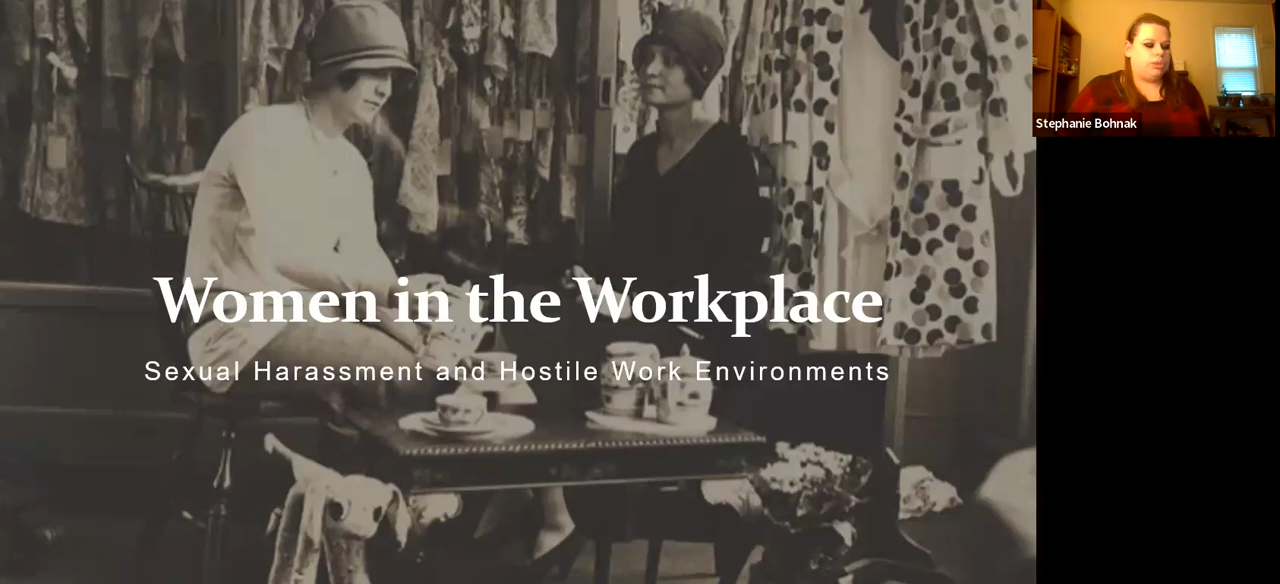 Women in the Workplace
Sexual Harassment and Hostile Work Environments
Stephanie Bohnak